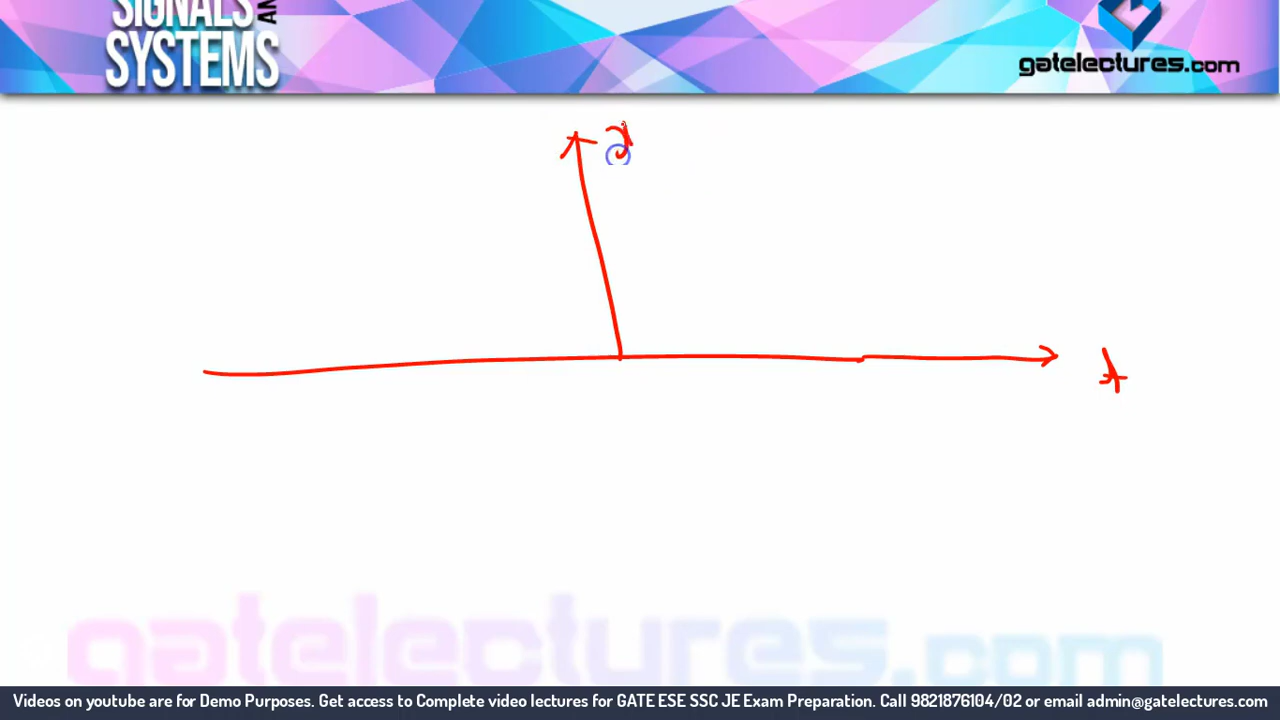 SIGNALS AND
SYSTEMS
gatelectures.com
t
gatelectures.com
Videos on youtube are for Demo Purposes. Get access to Complete video lectures for GATE ESE SSC JE Exam Preparation. Call 9821876104/02 or email admin@gatelectures.com